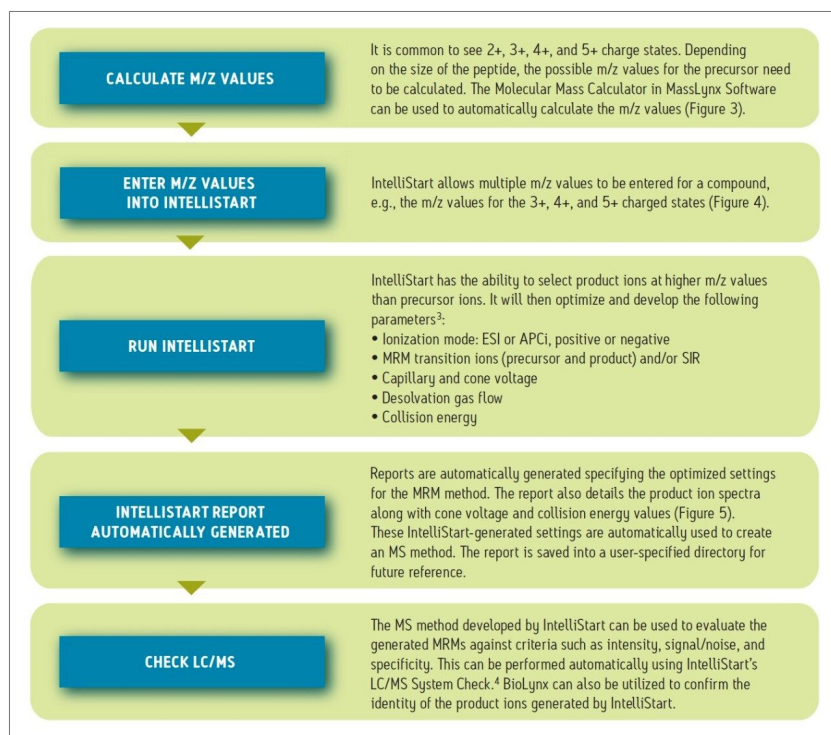 CALCULATE M/Z VALUES
It is common to see 2+, 3+, 4+, and 5+ charge states. Depending
on the size of the peptide, the possible m/z values for the precursor need
to be calculated. The Molecular Mass Calculator in MassLynx Software
can be used to automatically calculate the m/z values (Figure 3).
ENTER M/Z VALUES
INTO INTELLISTART
IntelliStart allows multiple m/z values to be entered for a compound,
e.g., the m/z values for the 3+, 4+, and 5+ charged states (Figure 4).
RUN INTELLISTART
IntelliStart has the ability to select product ions at higher m/z values
than precursor ions. It will then optimize and develop the following
parameters³:
• Ionization mode: ESI or APCi, positive or negative
• MRM transition ions (precursor and product) and/or SIR
• Capillary and cone voltage
• Desolvation gas flow
• Collision energy
INTELLISTART REPORT
AUTOMATICALLY GENERATED
Reports are automatically generated specifying the optimized settings
for the MRM method. The report also details the product ion spectra
along with cone voltage and collision energy values (Figure 5).
These IntelliStart-generated settings are automatically used to create
an MS method. The report is saved into a user-specified directory for
future reference.
CHECK LC/MS
The MS method developed by IntelliStart can be used to evaluate the
generated MRMs against criteria such as intensity, signal/noise, and
specificity. This can be performed automatically using IntelliStart's
LC/MS System Check.⁴ BioLynx can also be utilized to confirm the
identity of the product ions generated by IntelliStart.